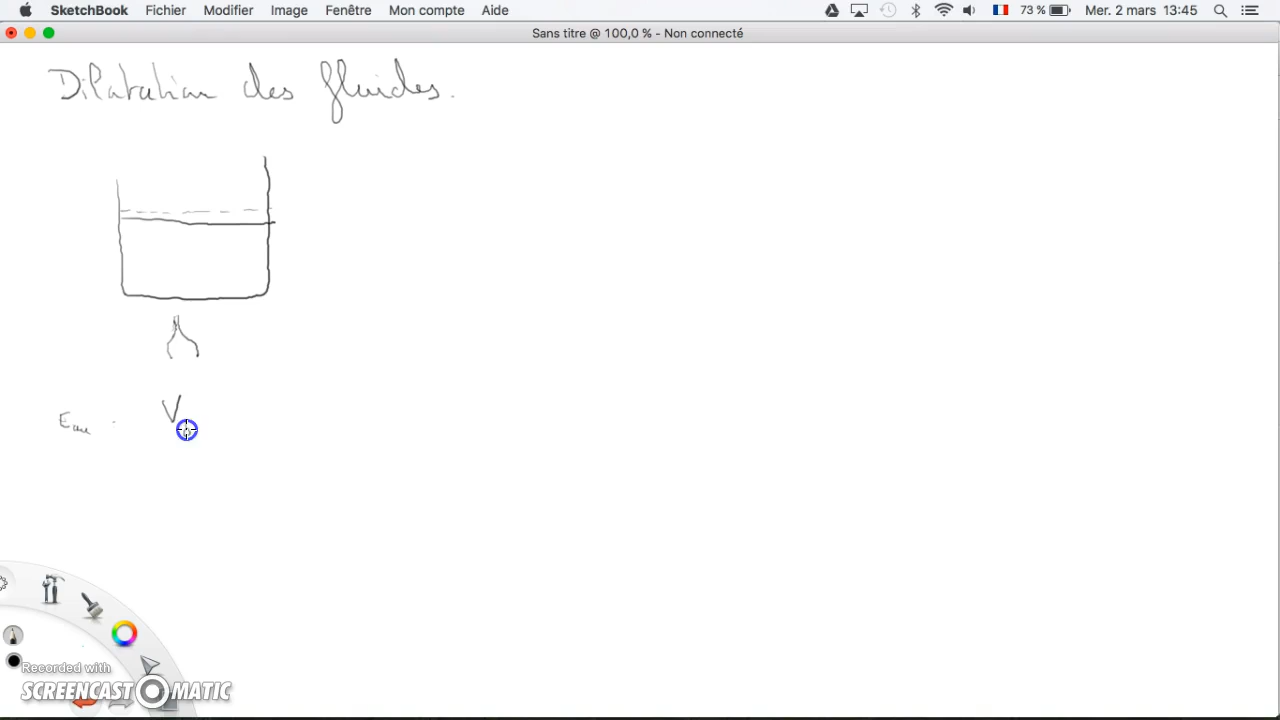 SketchBook Fichier Modifier Image Fenêtre Mon compte Aide 73 % Mer. 2 mars 13:45
Sans titre @ 100,0 % - Non connecté
Dilatation des fluides.
Eau. V
Recorded with
SCREENCAST MATIC